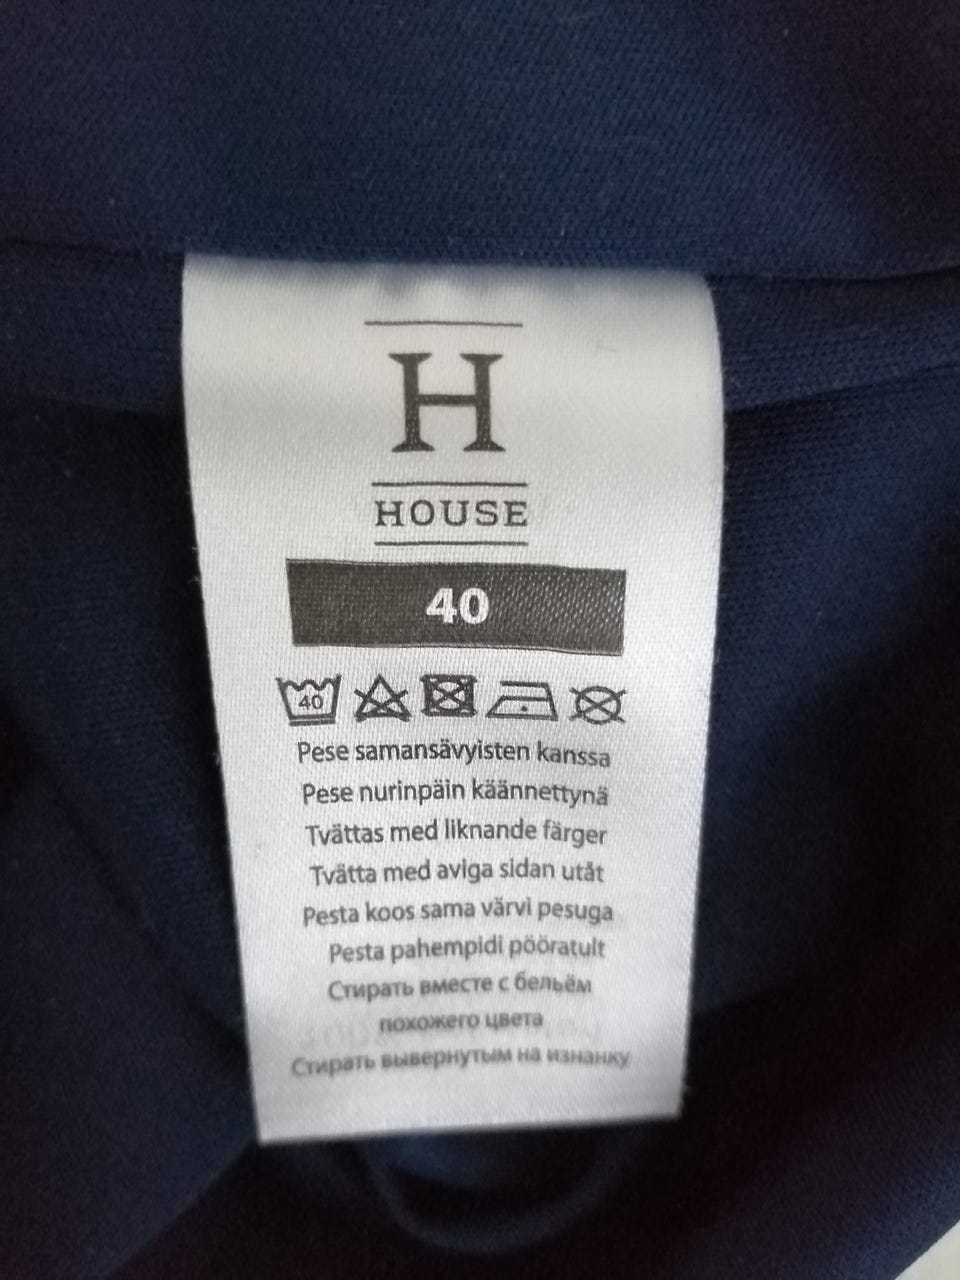 H
HOUSE
40
40
Pese samansävyisten kanssa
Pese nurinpäin käännettynä
Tvättas med liknande färger
Tvätta med aviga sidan utåt
Pesta koos sama värvi pesuga
Pesta pahempidi pööratult
Стирать вместе с бельём
похожего цвета
Стирать вывернутым на изнанку